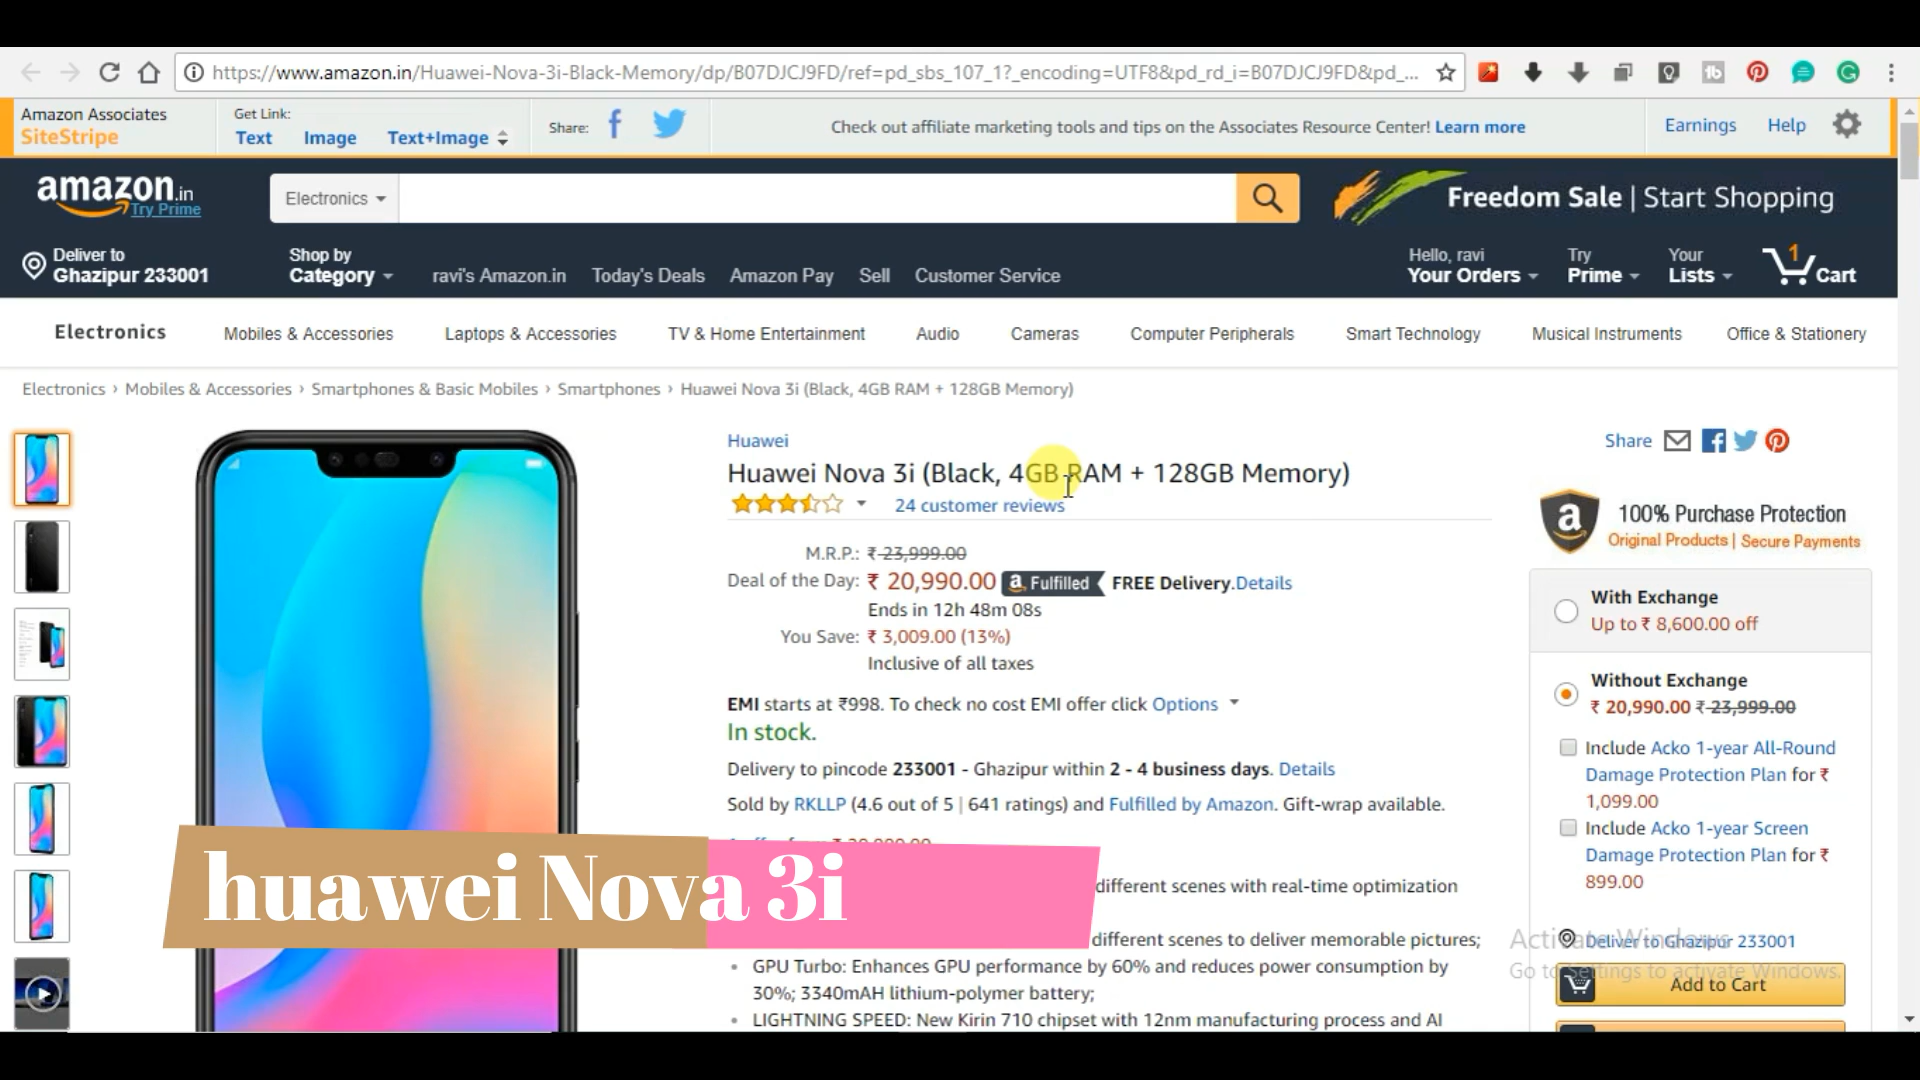 https://www.amazon.in/Huawei-Nova-3i-Black-Memory/dp/B07DJCJ9FD/ref=pd_sbs_107_1?_encoding=UTF8&pd_rd_i=B07DJCJ9FD&pd_...
Amazon Associates
SiteStripe
Get Link:
Text Image Text+Image
Share:
Check out affiliate marketing tools and tips on the Associates Resource Center! Learn more
Earnings Help
amazon.in
Try Prime
Electronics
Freedom Sale | Start Shopping
Deliver to
Ghazipur 233001
Shop by
Category
ravi's Amazon.in Today's Deals Amazon Pay Sell Customer Service
Hello, ravi
Your Orders
Try
Prime
Your
Lists
1
Cart
Electronics Mobiles & Accessories Laptops & Accessories TV & Home Entertainment Audio Cameras Computer Peripherals Smart Technology Musical Instruments Office & Stationery
Electronics › Mobiles & Accessories › Smartphones & Basic Mobiles › Smartphones › Huawei Nova 3i (Black, 4GB RAM + 128GB Memory)
Huawei
Huawei Nova 3i (Black, 4GB RAM + 128GB Memory)
24 customer reviews
M.R.P.: ₹ 23,999.00
Deal of the Day: ₹ 20,990.00 a Fulfilled FREE Delivery.Details
Ends in 12h 48m 08s
You Save: ₹ 3,009.00 (13%)
Inclusive of all taxes
EMI starts at ₹998. To check no cost EMI offer click Options
In stock.
Delivery to pincode 233001 - Ghazipur within 2 - 4 business days. Details
Sold by RKLLP (4.6 out of 5 | 641 ratings) and Fulfilled by Amazon. Gift-wrap available.
different scenes with real-time optimization
different scenes to deliver memorable pictures;
• GPU Turbo: Enhances GPU performance by 60% and reduces power consumption by
30%; 3340mAH lithium-polymer battery;
• LIGHTNING SPEED: New Kirin 710 chipset with 12nm manufacturing process and AI
huawei Nova 3i
Share
a
100% Purchase Protection
Original Products | Secure Payments
With Exchange
Up to ₹ 8,600.00 off
Without Exchange
₹ 20,990.00 ₹ 23,999.00
Include Acko 1-year All-Round
Damage Protection Plan for ₹
1,099.00
Include Acko 1-year Screen
Damage Protection Plan for ₹
899.00
Deliver to Ghazipur 233001
Activate Windows
Go to Settings to activate Windows.
Add to Cart